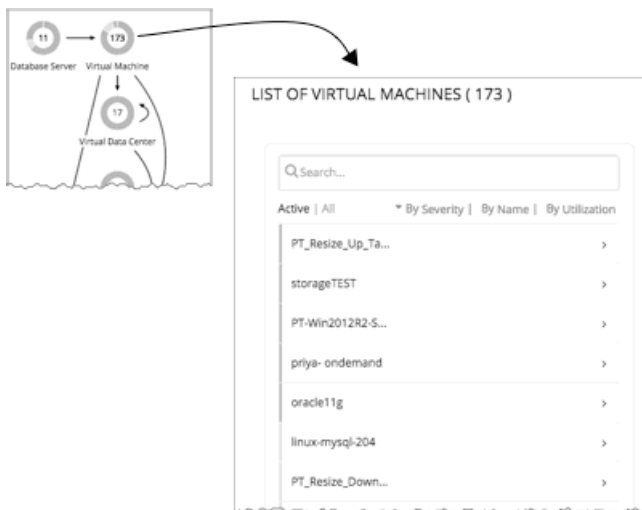 11
173
Database Server
Virtual Machine
17
Virtual Data Center
LIST OF VIRTUAL MACHINES ( 173 )
Search...
Active | All
By Severity | By Name | By Utilization
PT_Resize_Up_Ta...
storageTEST
PT-Win2012R2-S...
priya- ondemand
oracle11g
linux-mysql-204
PT_Resize_Down...